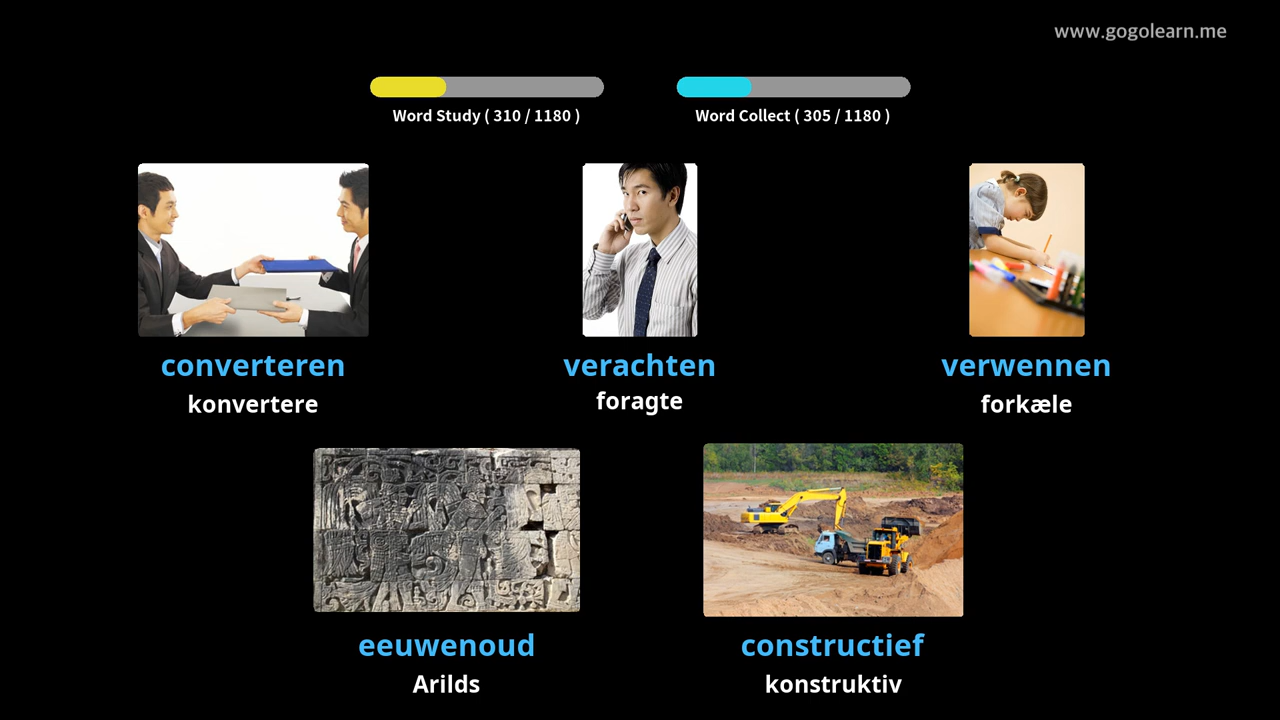 www.gogolearn.me
Word Study ( 310 / 1180 )
Word Collect ( 305 / 1180 )
converteren
konvertere
verachten
foragte
verwennen
forkæle
eeuwenoud
Arilds
constructief
konstruktiv